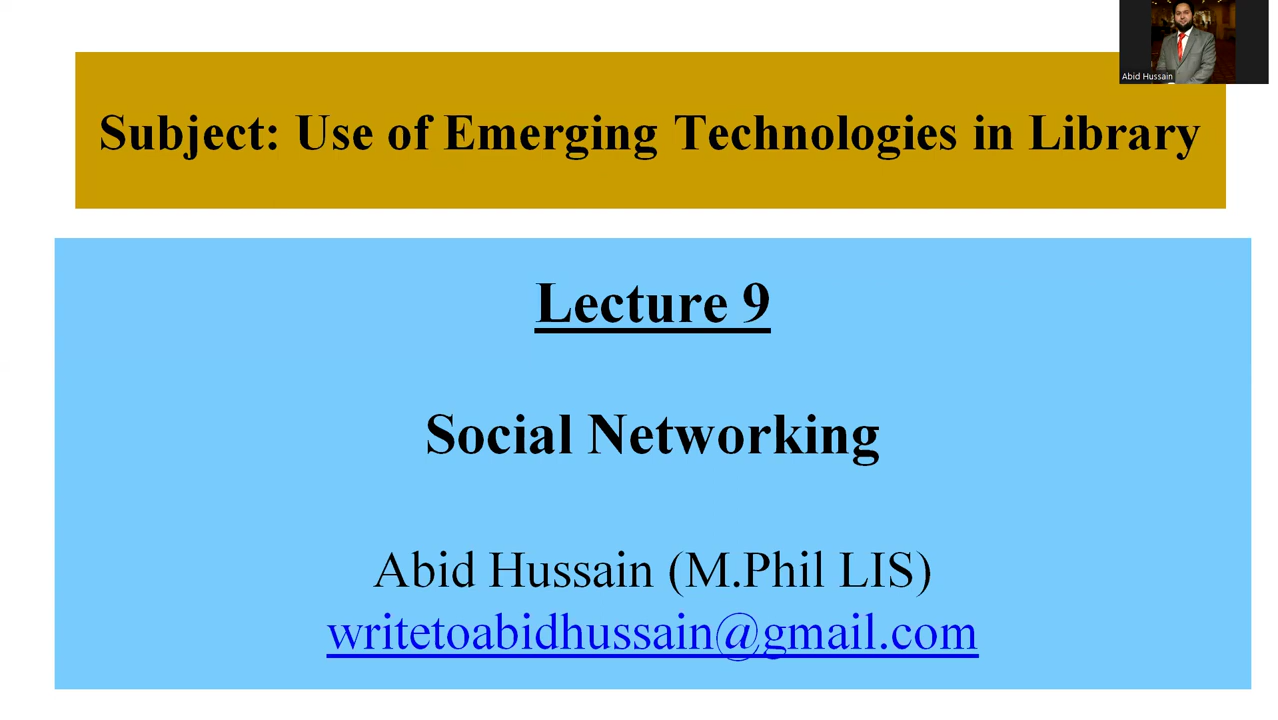 Abid Hussain
Subject: Use of Emerging Technologies in Library
Lecture 9
Social Networking
Abid Hussain (M.Phil LIS)
writetoabidhussain@gmail.com